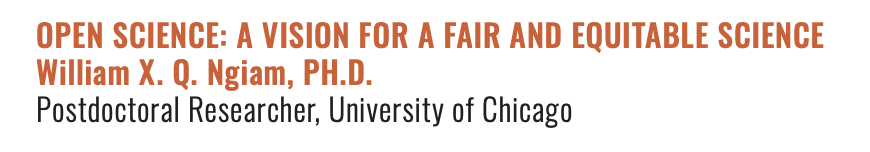 OPEN SCIENCE: A VISION FOR A FAIR AND EQUITABLE SCIENCE
William X. Q. Ngiam, PH.D.
Postdoctoral Researcher, University of Chicago